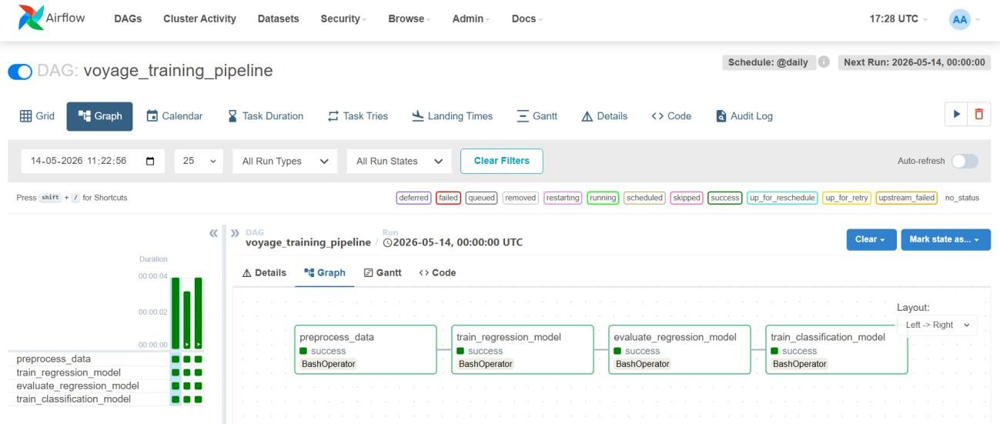 Airflow DAGs Cluster Activity Datasets Security Browse Admin Docs 17:28 UTC AA
DAG: voyage_training_pipeline Schedule: @daily Next Run: 2026-05-14, 00:00:00
Grid Graph Calendar Task Duration Task Tries Landing Times Gantt Details <> Code Audit Log
14-05-2026 11:22:56 25 All Run Types All Run States Clear Filters Auto-refresh
Press shift + / for Shortcuts deferred failed queued removed restarting running scheduled skipped success up_for_reschedule up_for_retry upstream_failed no_status
« » DAG Run
voyage_training_pipeline / 2026-05-14, 00:00:00 UTC Clear Mark state as...
Duration
00:00:04
00:00:02
00:00:00
preprocess_data
train_regression_model
evaluate_regression_model
train_classification_model
Details Graph Gantt <> Code
Layout:
Left -> Right
preprocess_data
success
BashOperator
train_regression_model
success
BashOperator
evaluate_regression_model
success
BashOperator
train_classification_model
success
BashOperator